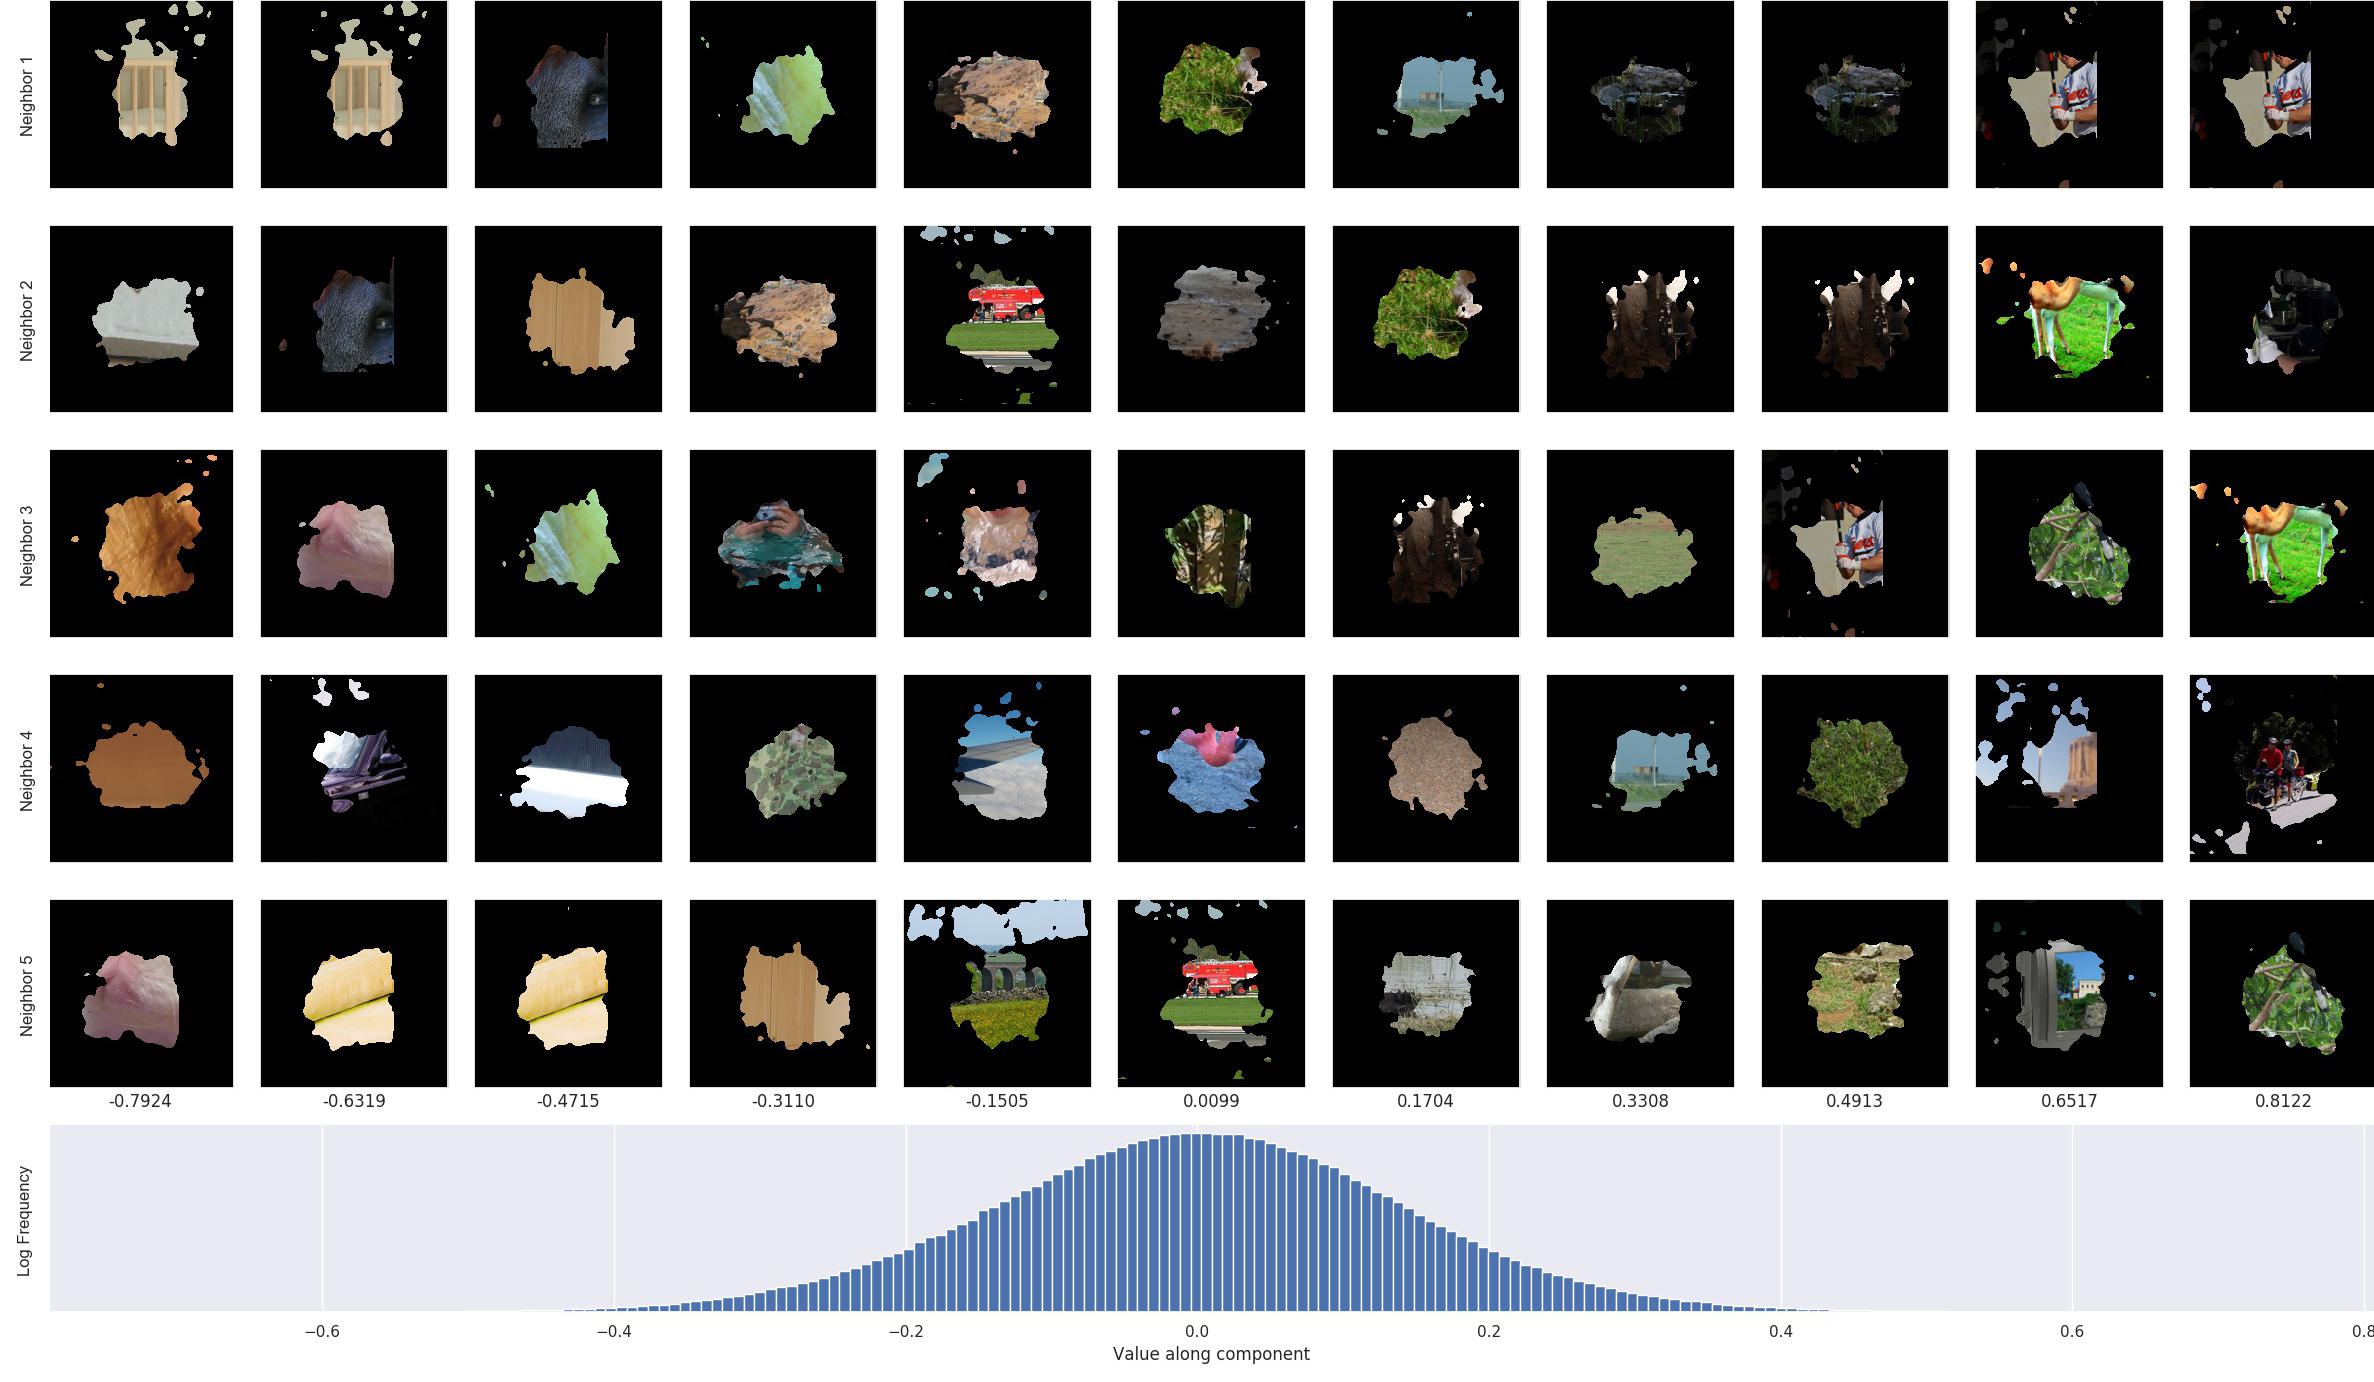 Neighbor 1
Neighbor 2
Neighbor 3
Neighbor 4
Neighbor 5
-0.7924 -0.6319 -0.4715 -0.3110 -0.1505 0.0099 0.1704 0.3308 0.4913 0.6517 0.8122
Log Frequency
−0.6 −0.4 −0.2 0.0 0.2 0.4 0.6 0.8
Value along component